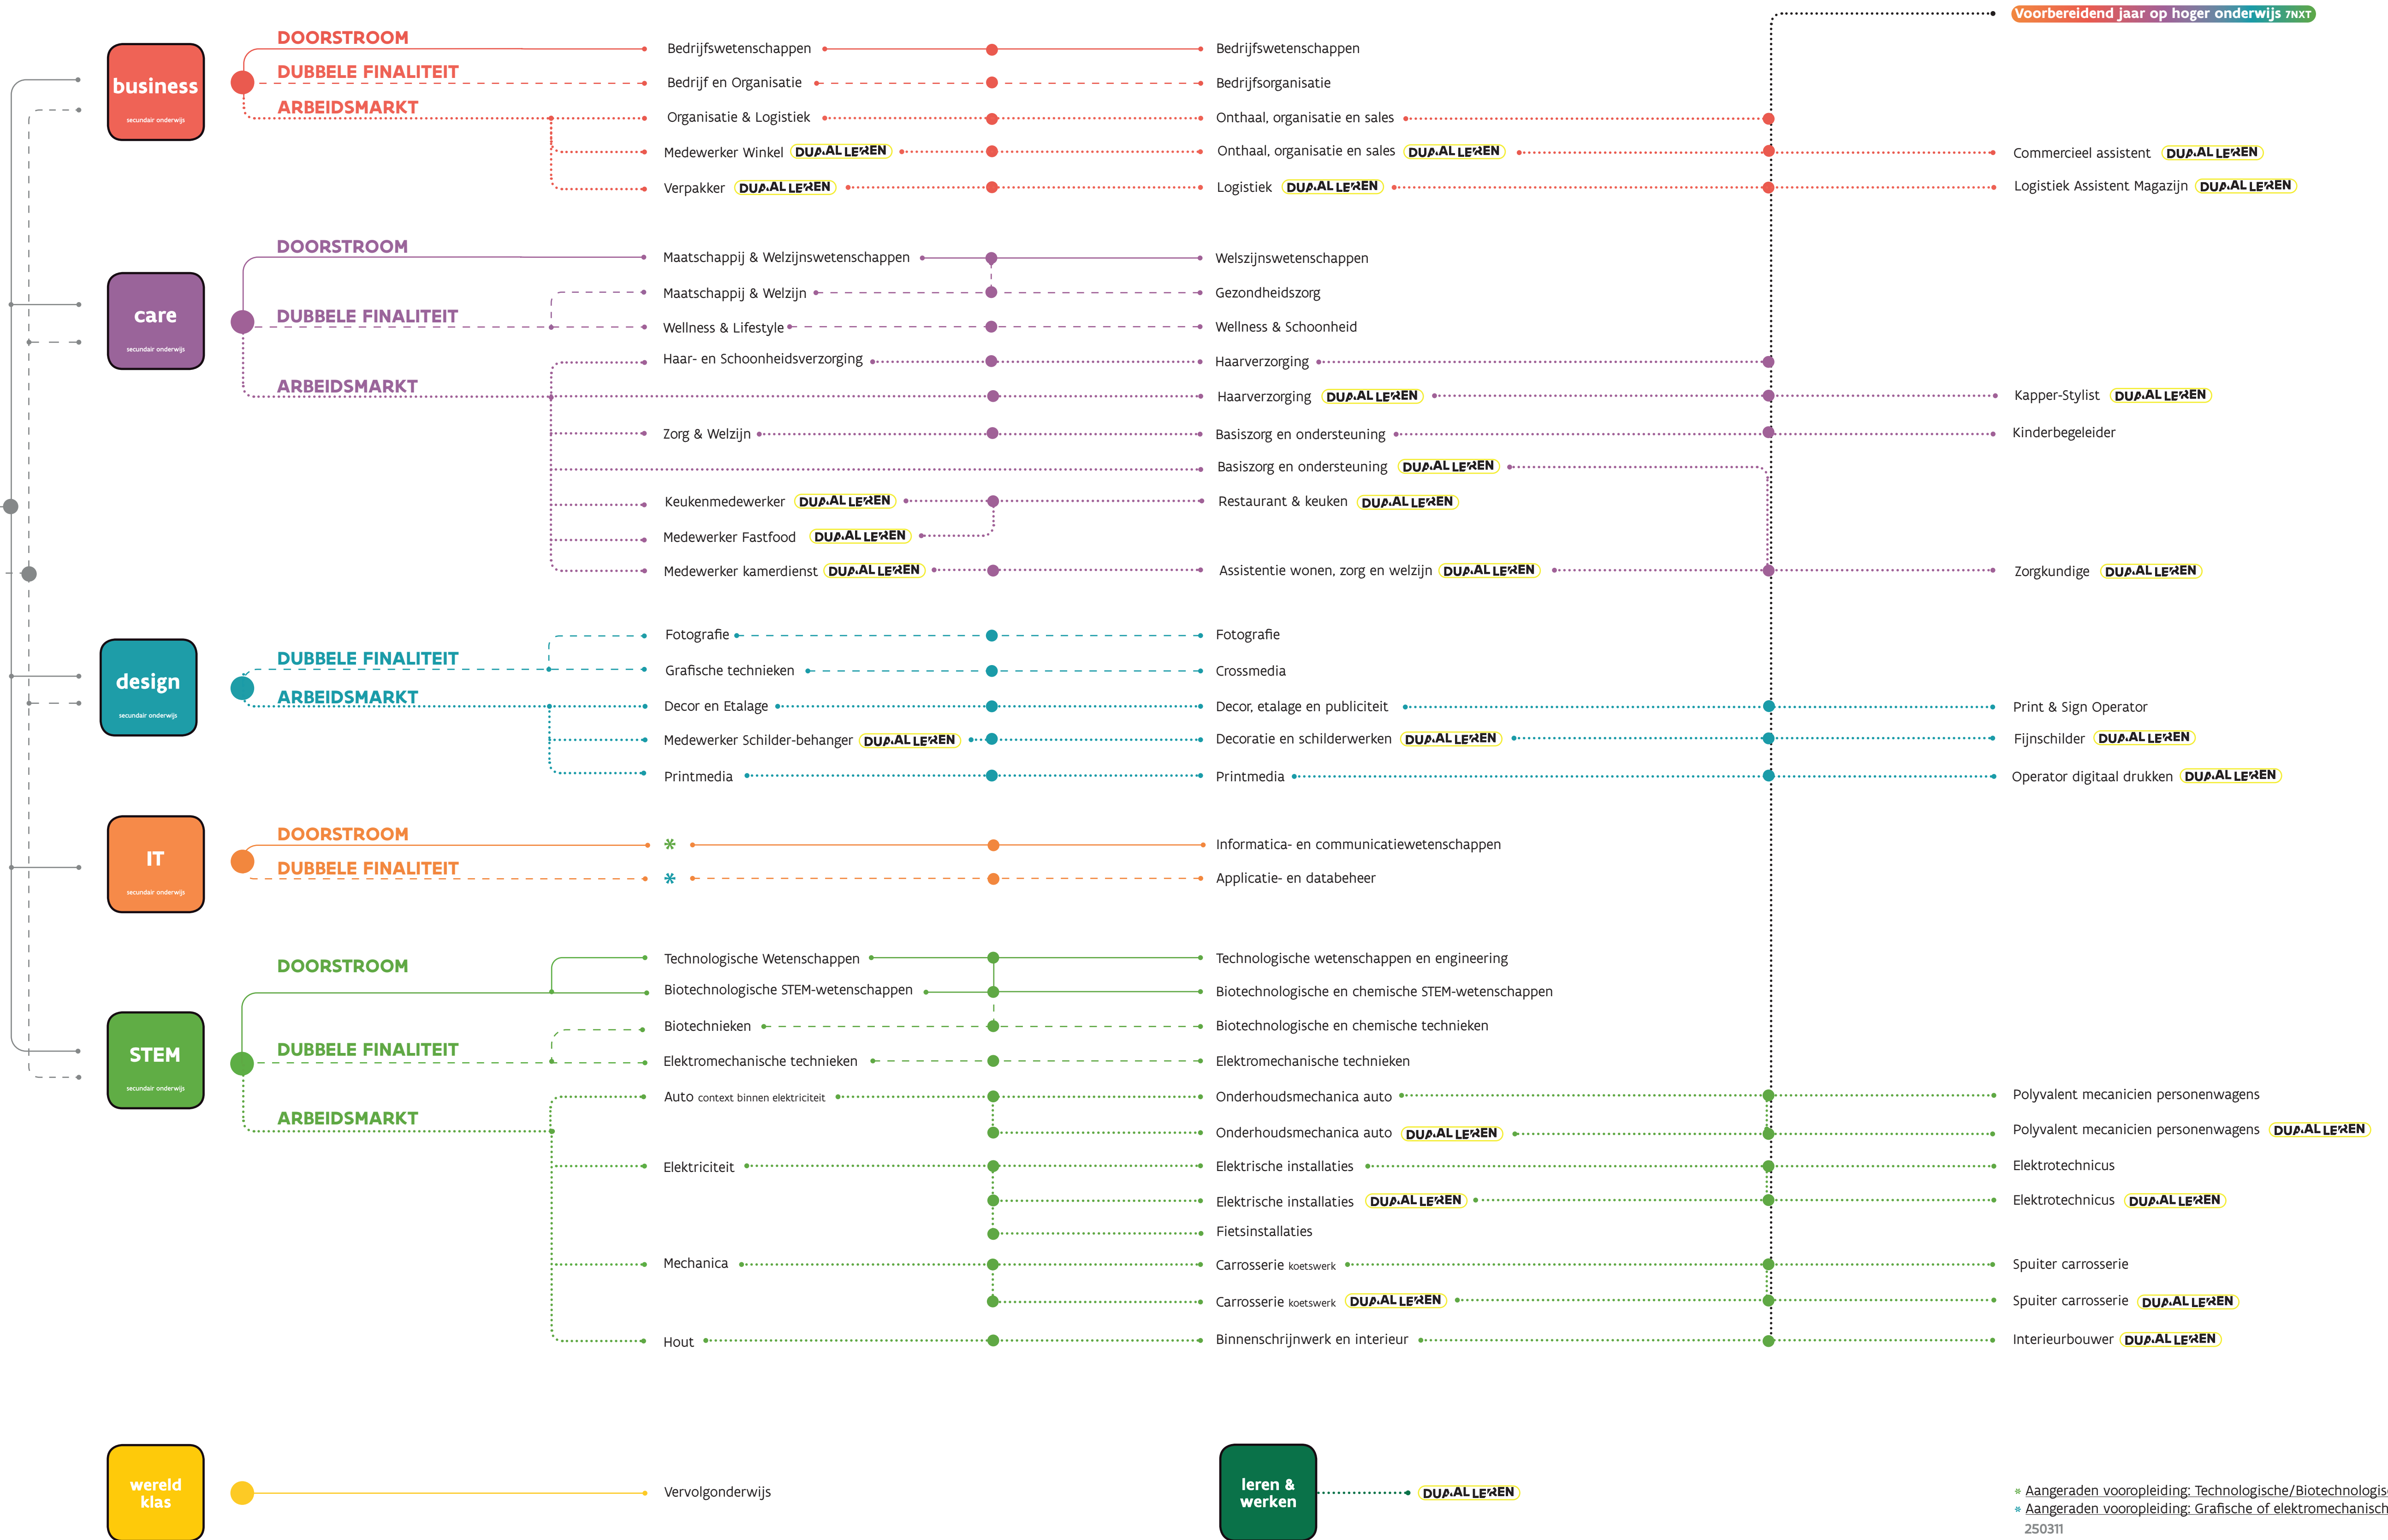 Voorbereidend jaar op hoger onderwijs 7NXT
business
secundair onderwijs
DOORSTROOM
Bedrijfswetenschappen
Bedrijfswetenschappen
DUBBELE FINALITEIT
Bedrijf en Organisatie
Bedrijfsorganisatie
ARBEIDSMARKT
Organisatie & Logistiek
Onthaal, organisatie en sales
Medewerker Winkel DUAAL LEREN
Onthaal, organisatie en sales DUAAL LEREN
Commercieel assistent DUAAL LEREN
Verpakker DUAAL LEREN
Logistiek DUAAL LEREN
Logistiek Assistent Magazijn DUAAL LEREN
care
secundair onderwijs
DOORSTROOM
Maatschappij & Welzijnswetenschappen
Welszijnswetenschappen
Maatschappij & Welzijn
Gezondheidszorg
DUBBELE FINALITEIT
Wellness & Lifestyle
Wellness & Schoonheid
Haar- en Schoonheidsverzorging
Haarverzorging
ARBEIDSMARKT
Haarverzorging DUAAL LEREN
Kapper-Stylist DUAAL LEREN
Zorg & Welzijn
Basiszorg en ondersteuning
Kinderbegeleider
Basiszorg en ondersteuning DUAAL LEREN
Keukenmedewerker DUAAL LEREN
Restaurant & keuken DUAAL LEREN
Medewerker Fastfood DUAAL LEREN
Medewerker kamerdienst DUAAL LEREN
Assistentie wonen, zorg en welzijn DUAAL LEREN
Zorgkundige DUAAL LEREN
design
secundair onderwijs
Fotografie
Fotografie
DUBBELE FINALITEIT
Grafische technieken
Crossmedia
ARBEIDSMARKT
Decor en Etalage
Decor, etalage en publiciteit
Print & Sign Operator
Medewerker Schilder-behanger DUAAL LEREN
Decoratie en schilderwerken DUAAL LEREN
Fijnschilder DUAAL LEREN
Printmedia
Printmedia
Operator digitaal drukken DUAAL LEREN
IT
secundair onderwijs
DOORSTROOM
*
Informatica- en communicatiewetenschappen
DUBBELE FINALITEIT
*
Applicatie- en databeheer
STEM
secundair onderwijs
DOORSTROOM
Technologische Wetenschappen
Technologische wetenschappen en engineering
Biotechnologische STEM-wetenschappen
Biotechnologische en chemische STEM-wetenschappen
Biotechnieken
Biotechnologische en chemische technieken
DUBBELE FINALITEIT
Elektromechanische technieken
Elektromechanische technieken
Auto context binnen elektriciteit
Onderhoudsmechanica auto
Polyvalent mecanicien personenwagens
ARBEIDSMARKT
Onderhoudsmechanica auto DUAAL LEREN
Polyvalent mecanicien personenwagens DUAAL LEREN
Elektriciteit
Elektrische installaties
Elektrotechnicus
Elektrische installaties DUAAL LEREN
Elektrotechnicus DUAAL LEREN
Fietsinstallaties
Mechanica
Carrosserie koetswerk
Spuiter carrosserie
Carrosserie koetswerk DUAAL LEREN
Spuiter carrosserie DUAAL LEREN
Hout
Binnenschrijnwerk en interieur
Interieurbouwer DUAAL LEREN
wereld
klas
Vervolgonderwijs
leren &
werken
DUAAL LEREN
* Aangeraden vooropleiding: Technologische/Biotechnologis
* Aangeraden vooropleiding: Grafische of elektromechanisch
250311